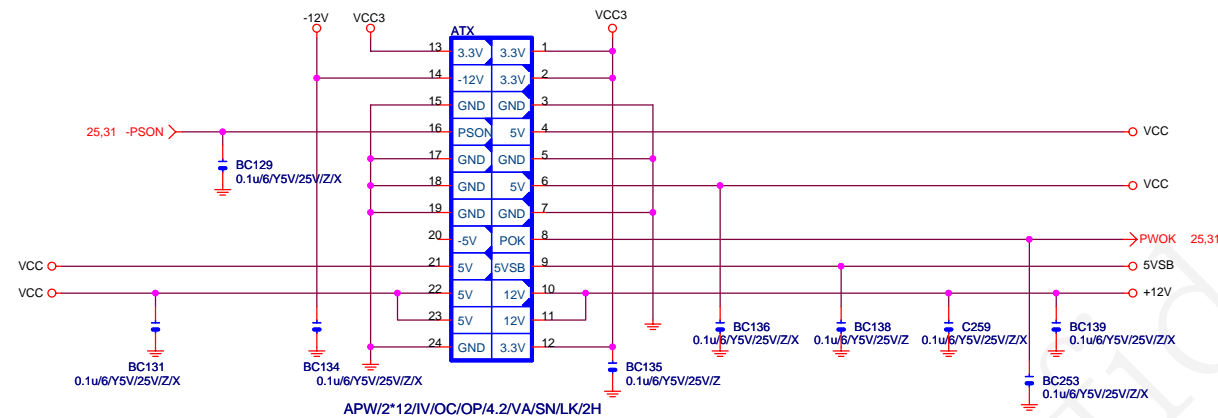 -12V VCC3 VCC3
ATX
13 3.3V 3.3V 1
14 -12V 3.3V 2
15 GND GND 3
25,31 -PSON 16 PSON 5V 4 VCC
17 GND GND 5
BC129
0.1u/6/Y5V/25V/Z/X
18 GND 5V 6 VCC
19 GND GND 7
20 -5V POK 8 PWOK 25,31
VCC 21 5V 5VSB 9 5VSB
VCC 22 5V 12V 10 +12V
23 5V 12V 11
24 GND 3.3V 12
BC136
0.1u/6/Y5V/25V/Z/X
BC138
0.1u/6/Y5V/25V/Z
C259
0.1u/6/Y5V/25V/Z/X
BC139
0.1u/6/Y5V/25V/Z/X
BC131
0.1u/6/Y5V/25V/Z/X
BC134
0.1u/6/Y5V/25V/Z/X
BC135
0.1u/6/Y5V/25V/Z
BC253
0.1u/6/Y5V/25V/Z/X
APW/2*12/IV/OC/OP/4.2/VA/SN/LK/2H